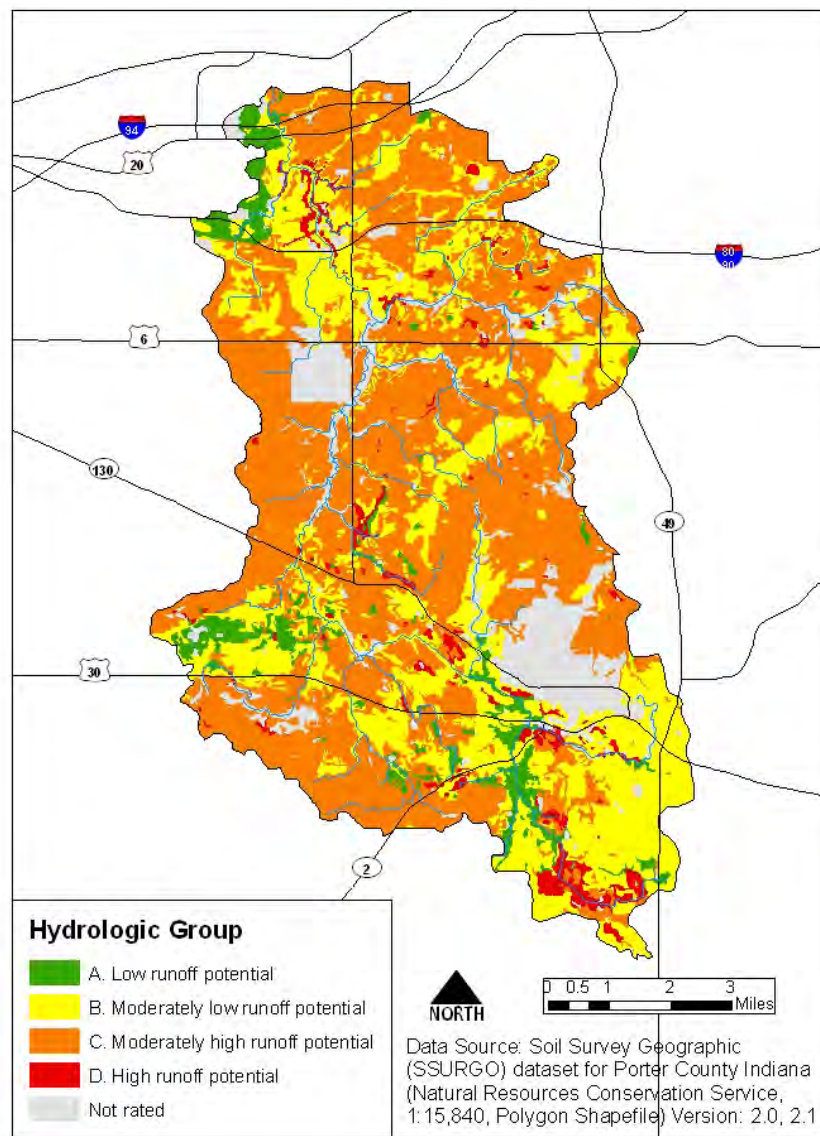 94
20
80
90
6
130
49
30
2
Hydrologic Group
A. Low runoff potential
B. Moderately low runoff potential
C. Moderately high runoff potential
D. High runoff potential
Not rated
NORTH
0 0.5 1 2 3
Miles
Data Source: Soil Survey Geographic
(SSURGO) dataset for Porter County Indiana
(Natural Resources Conservation Service,
1:15,840, Polygon Shapefile) Version: 2.0, 2.1